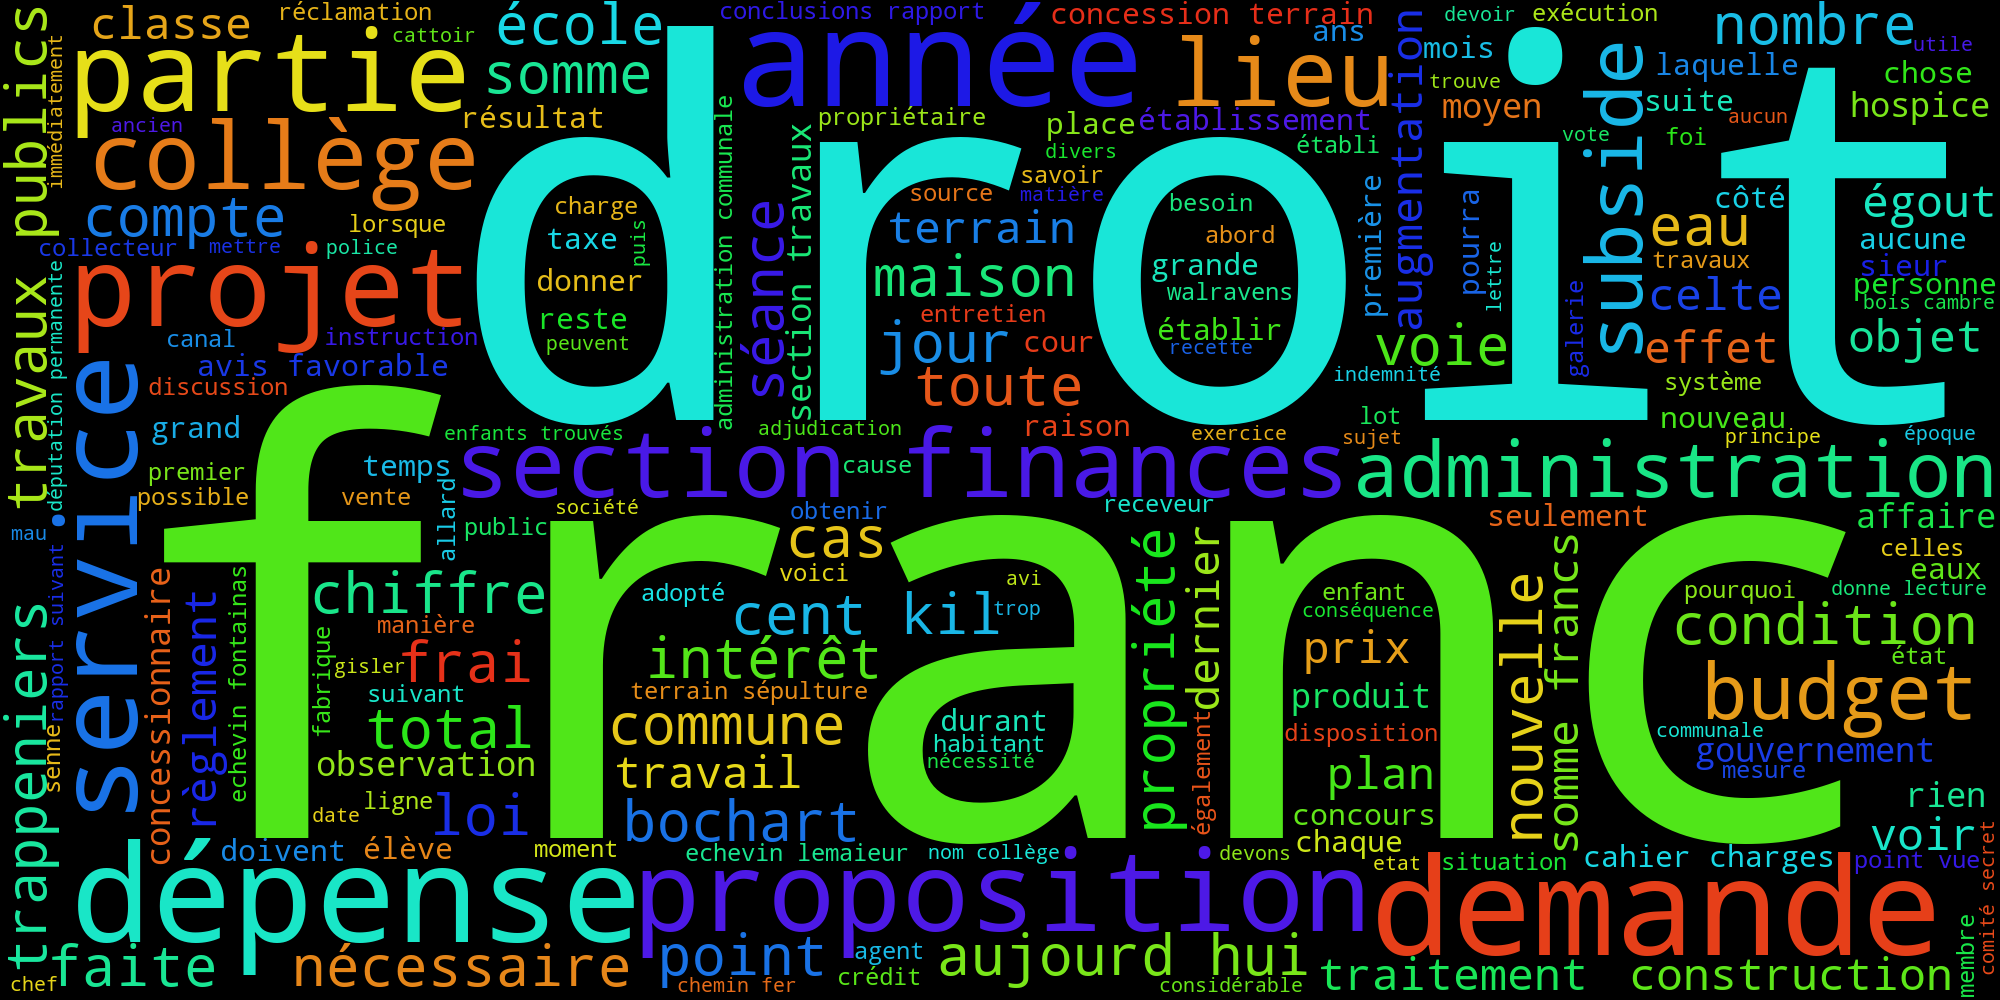 classe
réclamation
cattoir
école
conclusions rapport
concession terrain
ans
devoir
exécution
nombre
utile
publics
immédiatement
partie
somme
année
lieu
augmentation
mois
trouve
laquelle
chose
subside
moyen
suite
hospice
ancien
résultat
propriétaire
place
établissement
divers
établi
vote
foi
aucun
collège
droit
administration communale
section travaux
savoir
source
matière
première
pourra
côté
égout
compte
lorsque
charge
taxe
puis
séance
terrain
besoin
abord
lettre
eau
aucune
collecteur
mettre
police
projet
donner
maison
grande
walravens
travaux
sieur
celte
personne
bois cambre
travaux
députation permanente
reste
peuvent
entretien
établir
recette
galerie
canal
instruction
jour
cour
voie
effet
objet
avis favorable
discussion
toute
indemnité
système
service
grand
enfants trouvés
adjudication
raison
exercice
lot
sujet
nouveau
principe
époque
premier
possible
temps
vente
allard
section finances
cause
administration
mau
société
public
obtenir
receveur
seulement
affaire
franc
cas
voici
avi
propriété
dernier
celles
eaux
rapport suivant
concessionnaire
règlement
echevin fontainas
chiffre
adopté
cent
kil
trop
enfant
conséquence
nouvelle
somme francs
pourquoi
donne lecture
condition
trappeniers
manière
fabrique
gisler
frai
intérêt
prix
état
suivant
terrain sépulture
produit
budget
total
commune
durant
habitant
nécessité
disposition
communale
gouvernement
senne
observation
travail
également
plan
mesure
date
ligne
loi
bochart
concours
rien
chaque
voir
doivent
élève
moment
echevin lemaieur
nom collège
devons
etat
situation
cahier charges
point vue
comité secret
dépense
proposition
demande
membre
faite
nécessaire
point
agent
crédit
aujourd hui
traitement
construction
chef
chemin fer
considérable